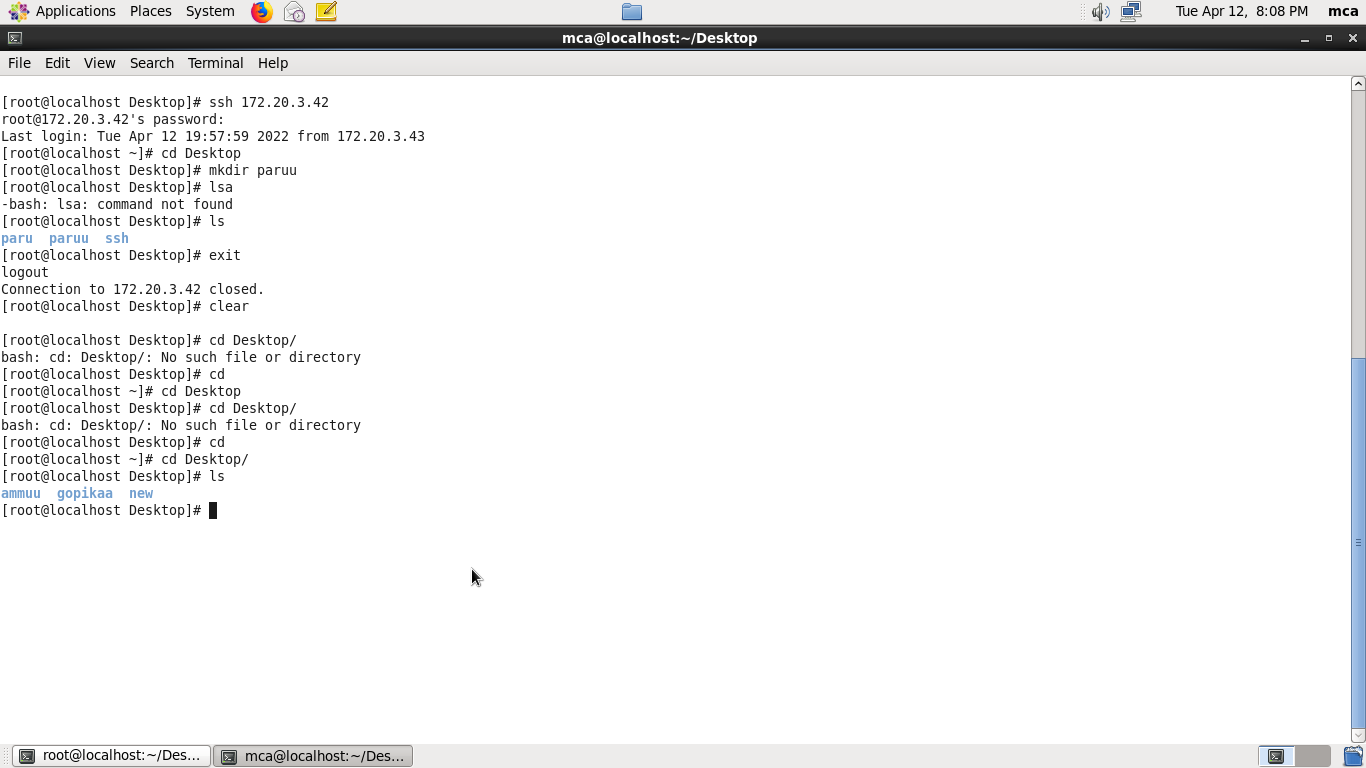 Applications Places System Tue Apr 12, 8:08 PM mca
mca@localhost:~/Desktop
File Edit View Search Terminal Help
[root@localhost Desktop]# ssh 172.20.3.42
root@172.20.3.42's password:
Last login: Tue Apr 12 19:57:59 2022 from 172.20.3.43
[root@localhost ~]# cd Desktop
[root@localhost Desktop]# mkdir paruu
[root@localhost Desktop]# lsa
-bash: lsa: command not found
[root@localhost Desktop]# ls
paru  paruu  ssh
[root@localhost Desktop]# exit
logout
Connection to 172.20.3.42 closed.
[root@localhost Desktop]# clear
[root@localhost Desktop]# cd Desktop/
bash: cd: Desktop/: No such file or directory
[root@localhost Desktop]# cd
[root@localhost ~]# cd Desktop
[root@localhost Desktop]# cd Desktop/
bash: cd: Desktop/: No such file or directory
[root@localhost Desktop]# cd
[root@localhost ~]# cd Desktop/
[root@localhost Desktop]# ls
ammuu  gopikaa  new
[root@localhost Desktop]#
root@localhost:~/Des... mca@localhost:~/Des...